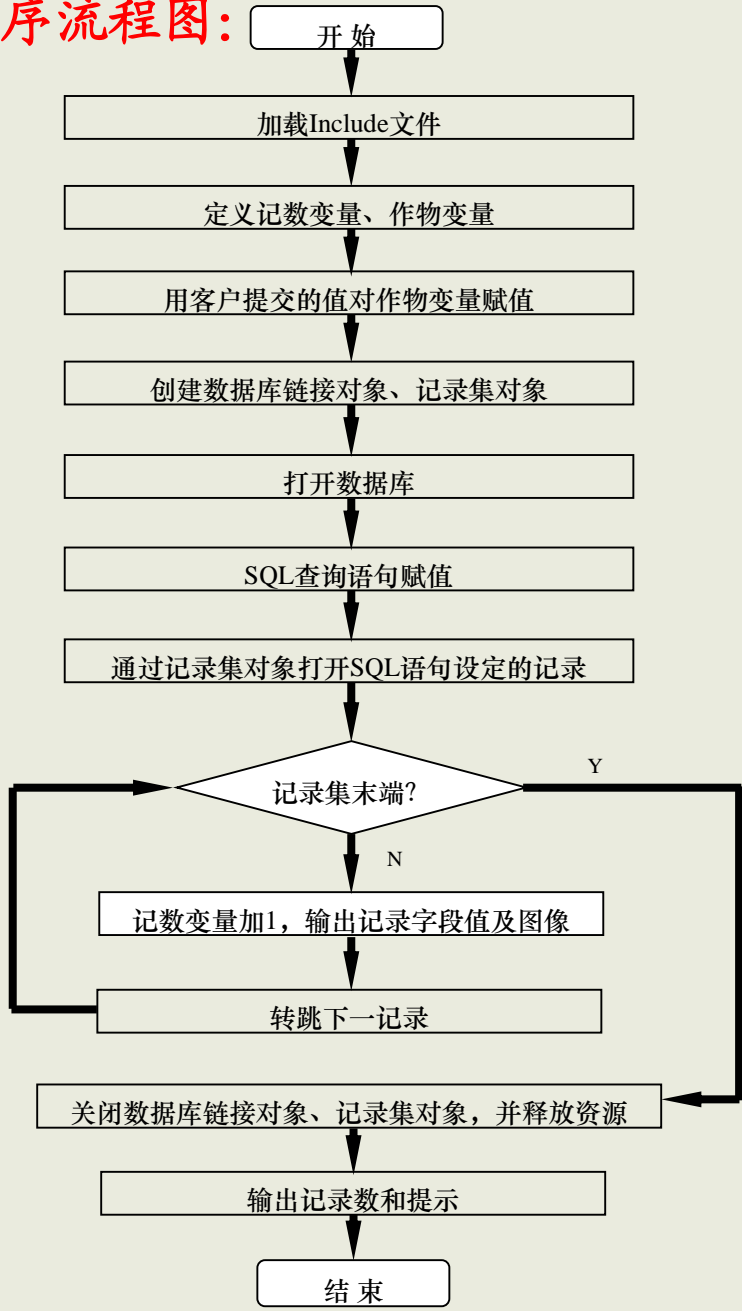 序流程图：
开 始
加载Include文件
定义记数变量、作物变量
用客户提交的值对作物变量赋值
创建数据库链接对象、记录集对象
打开数据库
SQL查询语句赋值
通过记录集对象打开SQL语句设定的记录
记录集末端?
Y
N
记数变量加1，输出记录字段值及图像
转跳下一记录
关闭数据库链接对象、记录集对象，并释放资源
输出记录数和提示
结 束